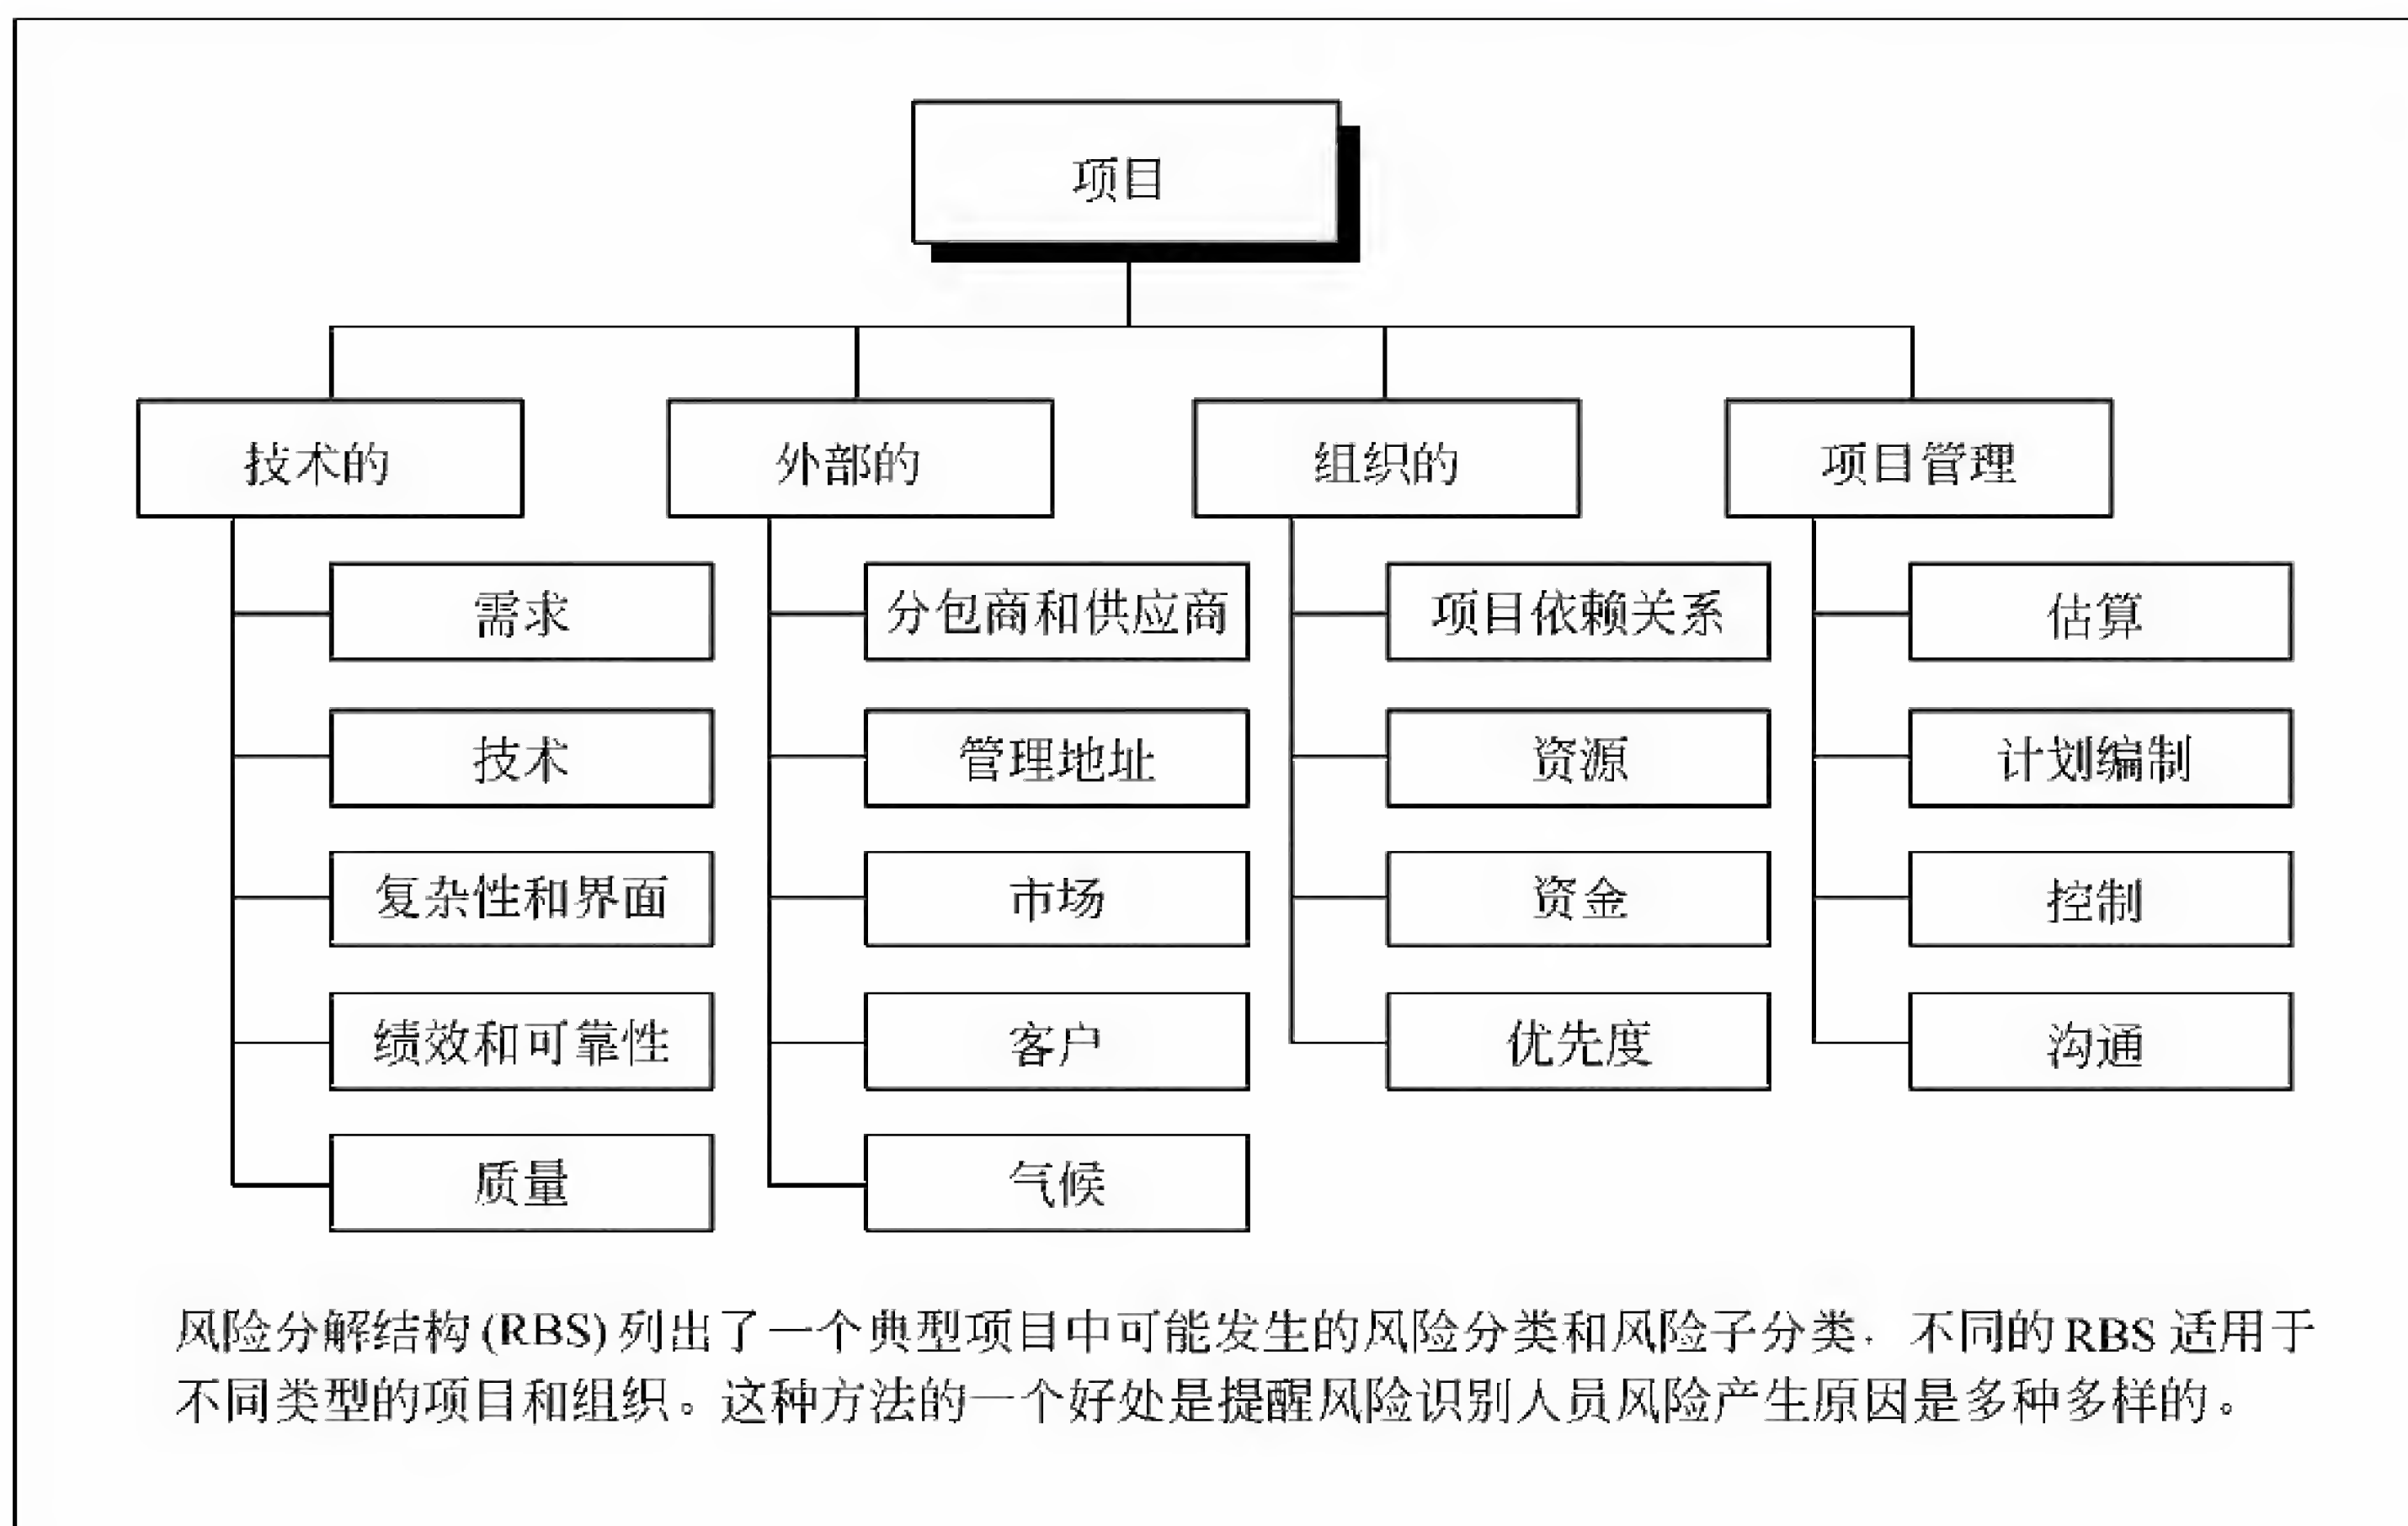 项目
技术的
外部的
组织的
项目管理
需求
分包商和供应商
项目依赖关系
估算
技术
管理地址
资源
计划编制
复杂性和界面
市场
资金
控制
绩效和可靠性
客户
优先度
沟通
质量
气候
风险分解结构(RBS)列出了一个典型项目中可能发生的风险分类和风险子分类，不同的RBS适用于
不同类型的项目和组织。这种方法的一个好处是提醒风险识别人员风险产生原因是多种多样的。